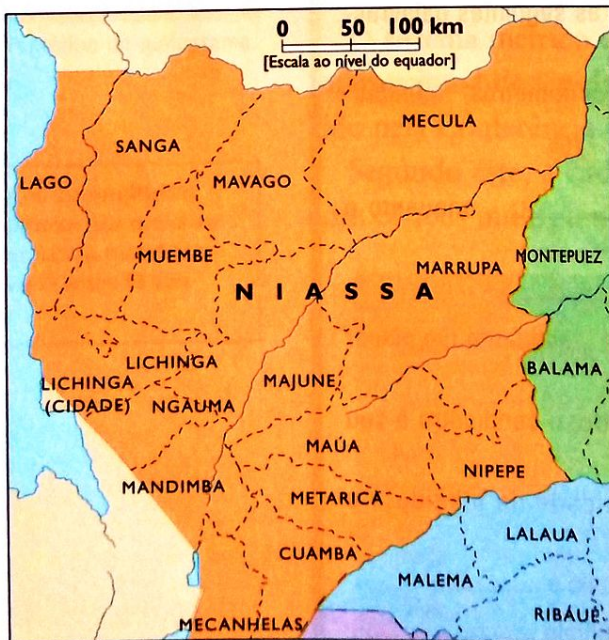 0 50 100 km
[Escala ao nível do equador]
MECULA
SANGA
LAGO
MAVAGO
MUEMBE
MONTEPUEZ
MARRUPA
NIASSA
LICHINGA
BALAMA
LICHINGA
(CIDADE)
MAJUNE
NGAUMA
MAÚA
NIPEPE
MANDIMBA
METARICA
LALAUA
CUAMBA
MALEMA
RIBÁUE
MECANHELAS